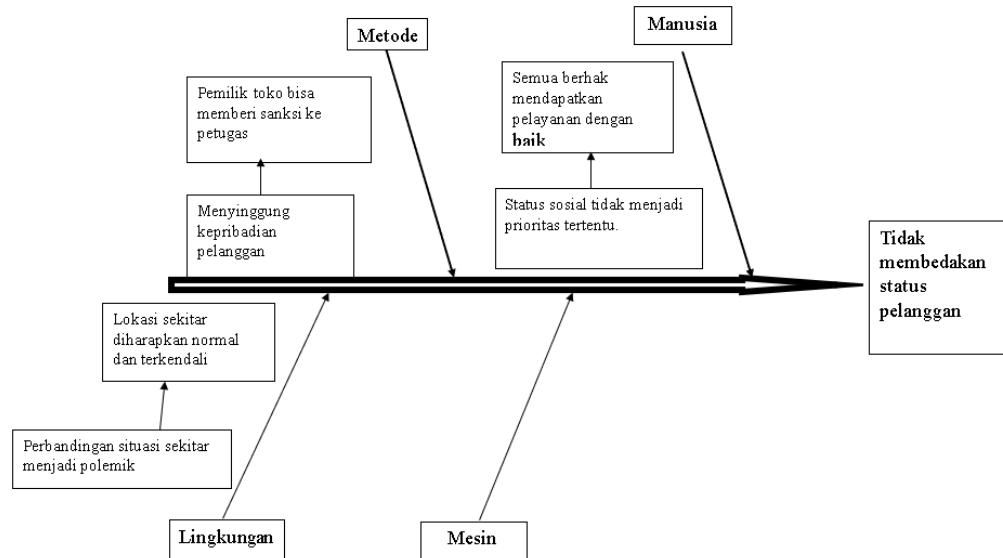 Metode
Manusia
Pemilik toko bisa
memberi sanksi ke
petugas
Semua berhak
mendapatkan
pelayanan dengan
baik
Menyinggung
kepribadian
pelanggan
Status sosial tidak menjadi
prioritas tertentu.
Tidak
membedakan
status
pelanggan
Lokasi sekitar
diharapkan normal
dan terkendali
Perbandingan situasi sekitar
menjadi polemik
Lingkungan
Mesin